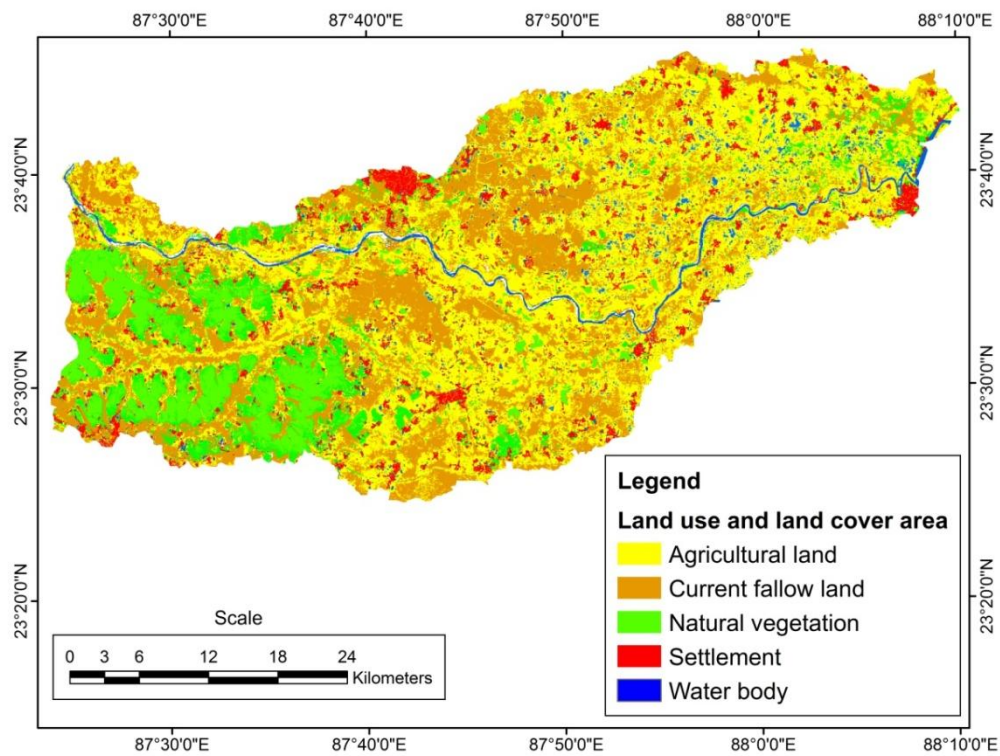 87°30'0"E 87°40'0"E 87°50'0"E 88°0'0"E 88°10'0"E
23°40'0"N 23°40'0"N
23°30'0"N 23°30'0"N
23°20'0"N 23°20'0"N
Legend
Land use and land cover area
Agricultural land
Current fallow land
Natural vegetation
Settlement
Water body
Scale
0 3 6 12 18 24
Kilometers
87°30'0"E 87°40'0"E 87°50'0"E 88°0'0"E 88°10'0"E